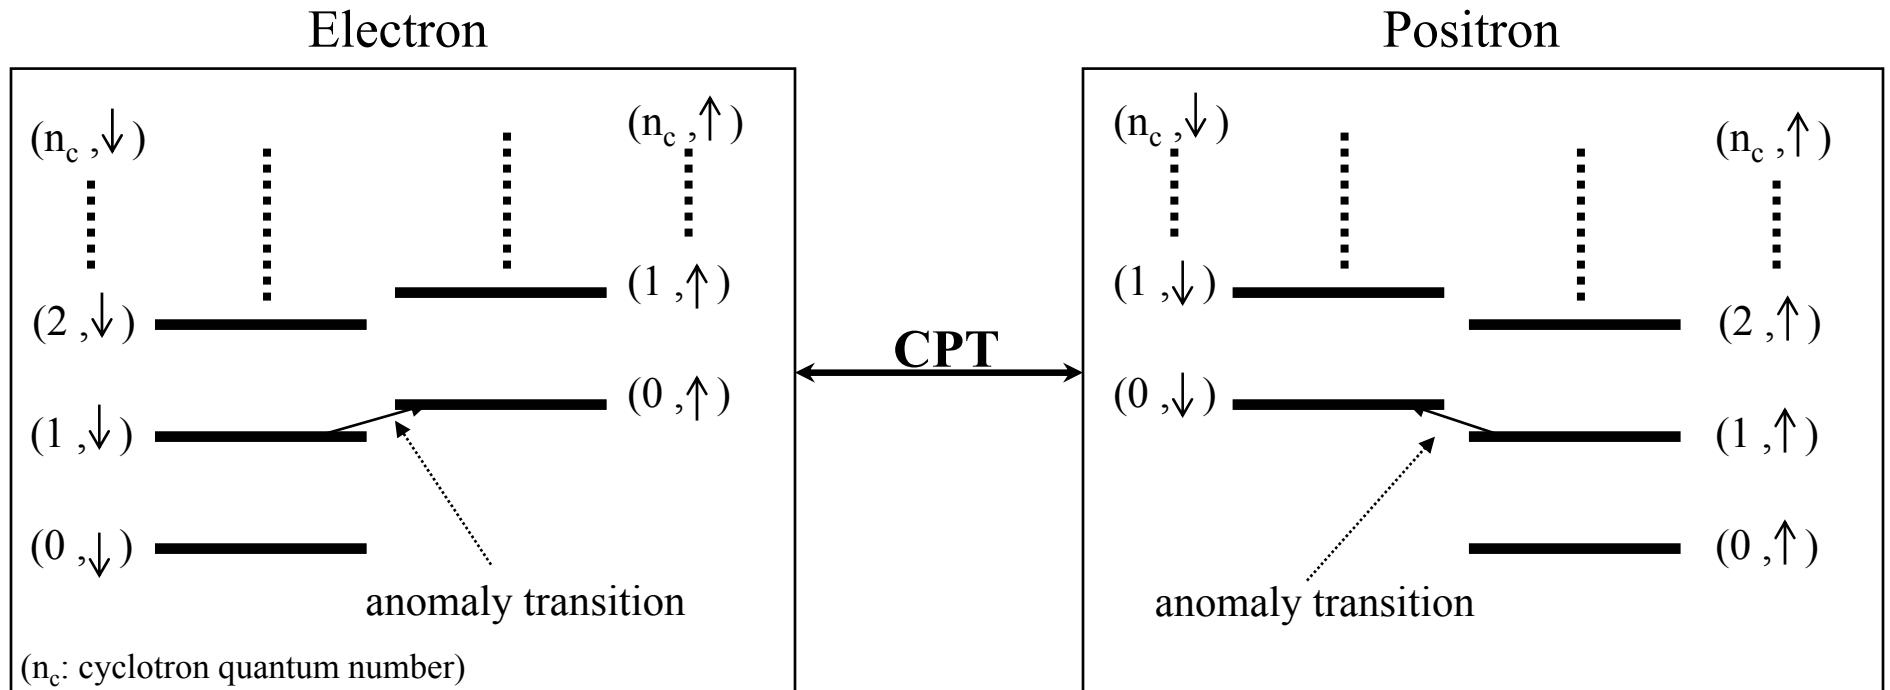 Electron
Positron
(n_c ,↓)
(n_c ,↑)
(2 ,↓)
(1 ,↑)
(1 ,↓)
(0 ,↑)
(0 ,↓)
anomaly transition
(n_c: cyclotron quantum number)
CPT
(n_c ,↓)
(n_c ,↑)
(1 ,↓)
(2 ,↑)
(0 ,↓)
(1 ,↑)
(0 ,↑)
anomaly transition